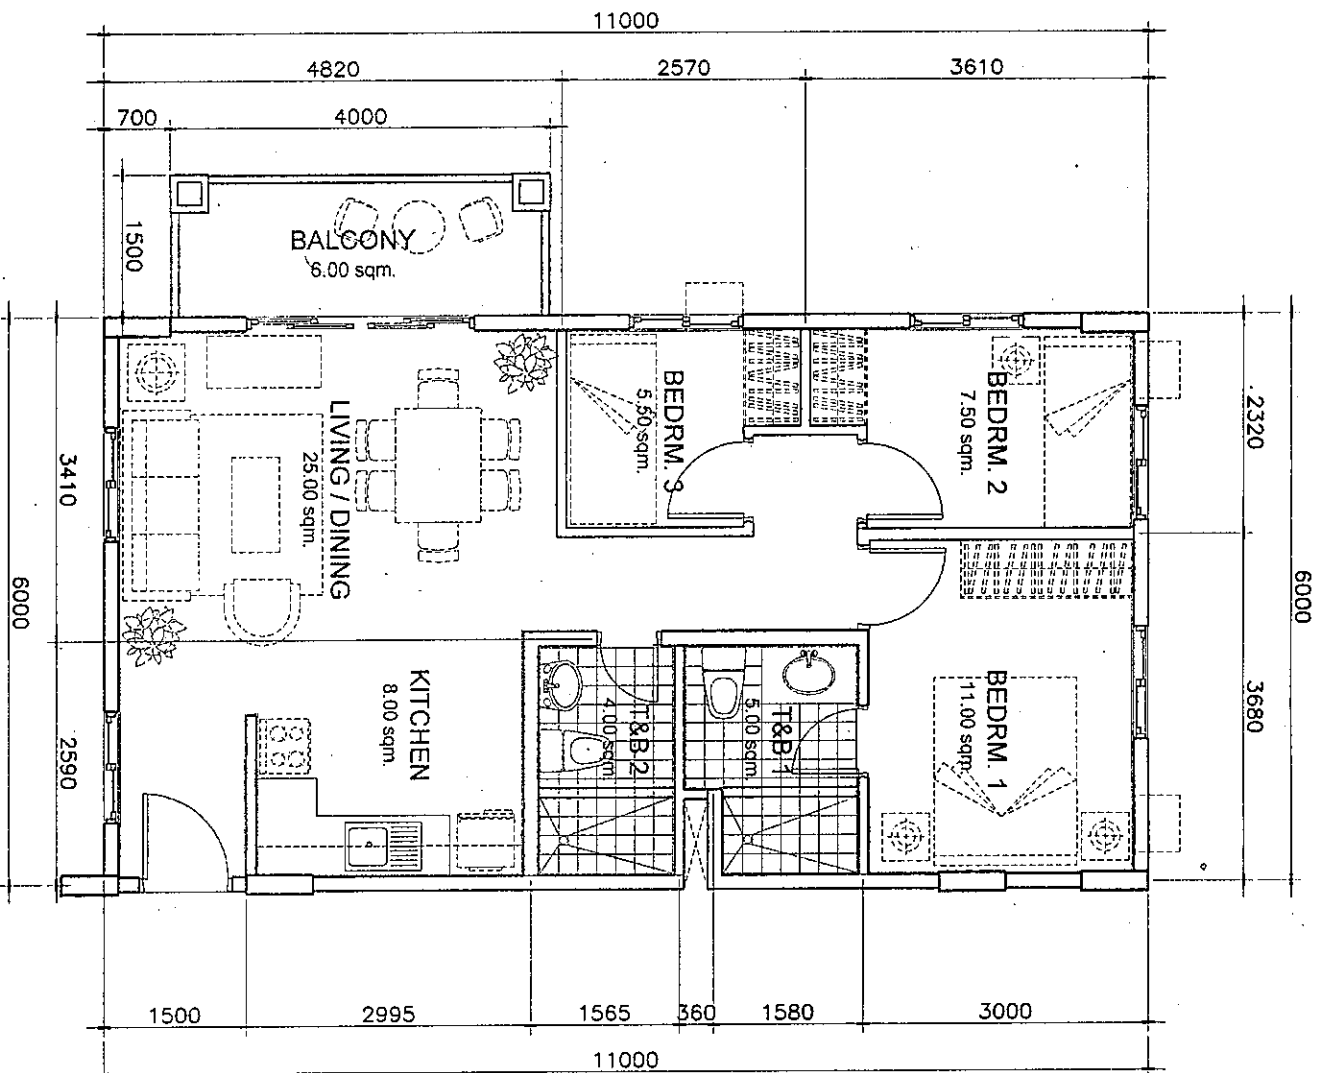 11000
4820
2570
3610
700
4000
1500
BALCONY
6.00 sqm.
LIVING / DINING
25.00 sqm.
BEDRM. 3
5.50 sqm.
BEDRM. 2
7.50 sqm.
2320
3410
6000
6000
KITCHEN
8.00 sqm.
T&B 2
4.00 sqm.
T&B 1
5.00 sqm.
BEDRM. 1
11.00 sqm.
3680
2590
1500
2995
1565
360
1580
3000
11000